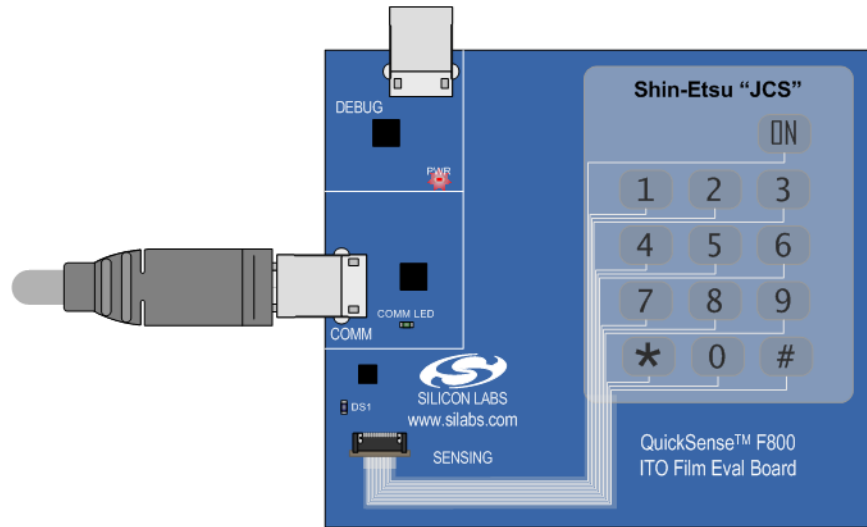 DEBUG
PWR
COMM LED
COMM
DS1
SILICON LABS
www.silabs.com
SENSING
Shin-Etsu “JCS”
ON
1 2 3
4 5 6
7 8 9
* 0 #
QuickSense™ F800
ITO Film Eval Board